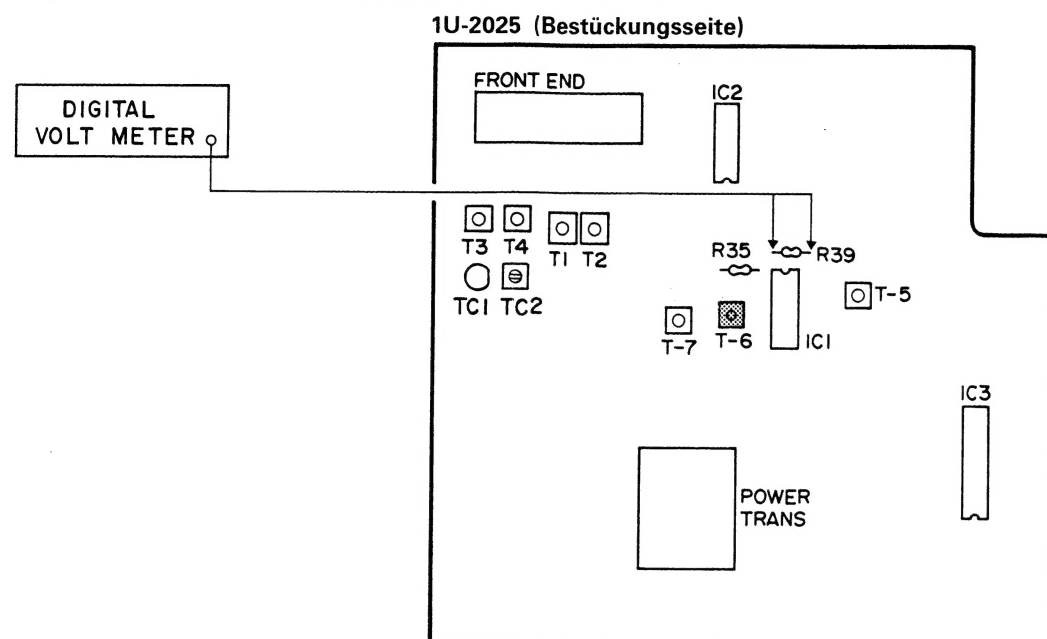 1U-2025 (Bestückungsseite)
FRONT END
DIGITAL
VOLT METER
IC2
T3 T4 T1 T2
R35 R39
TC1 TC2
T-5
T-7 T-6 IC1
IC3
POWER
TRANS